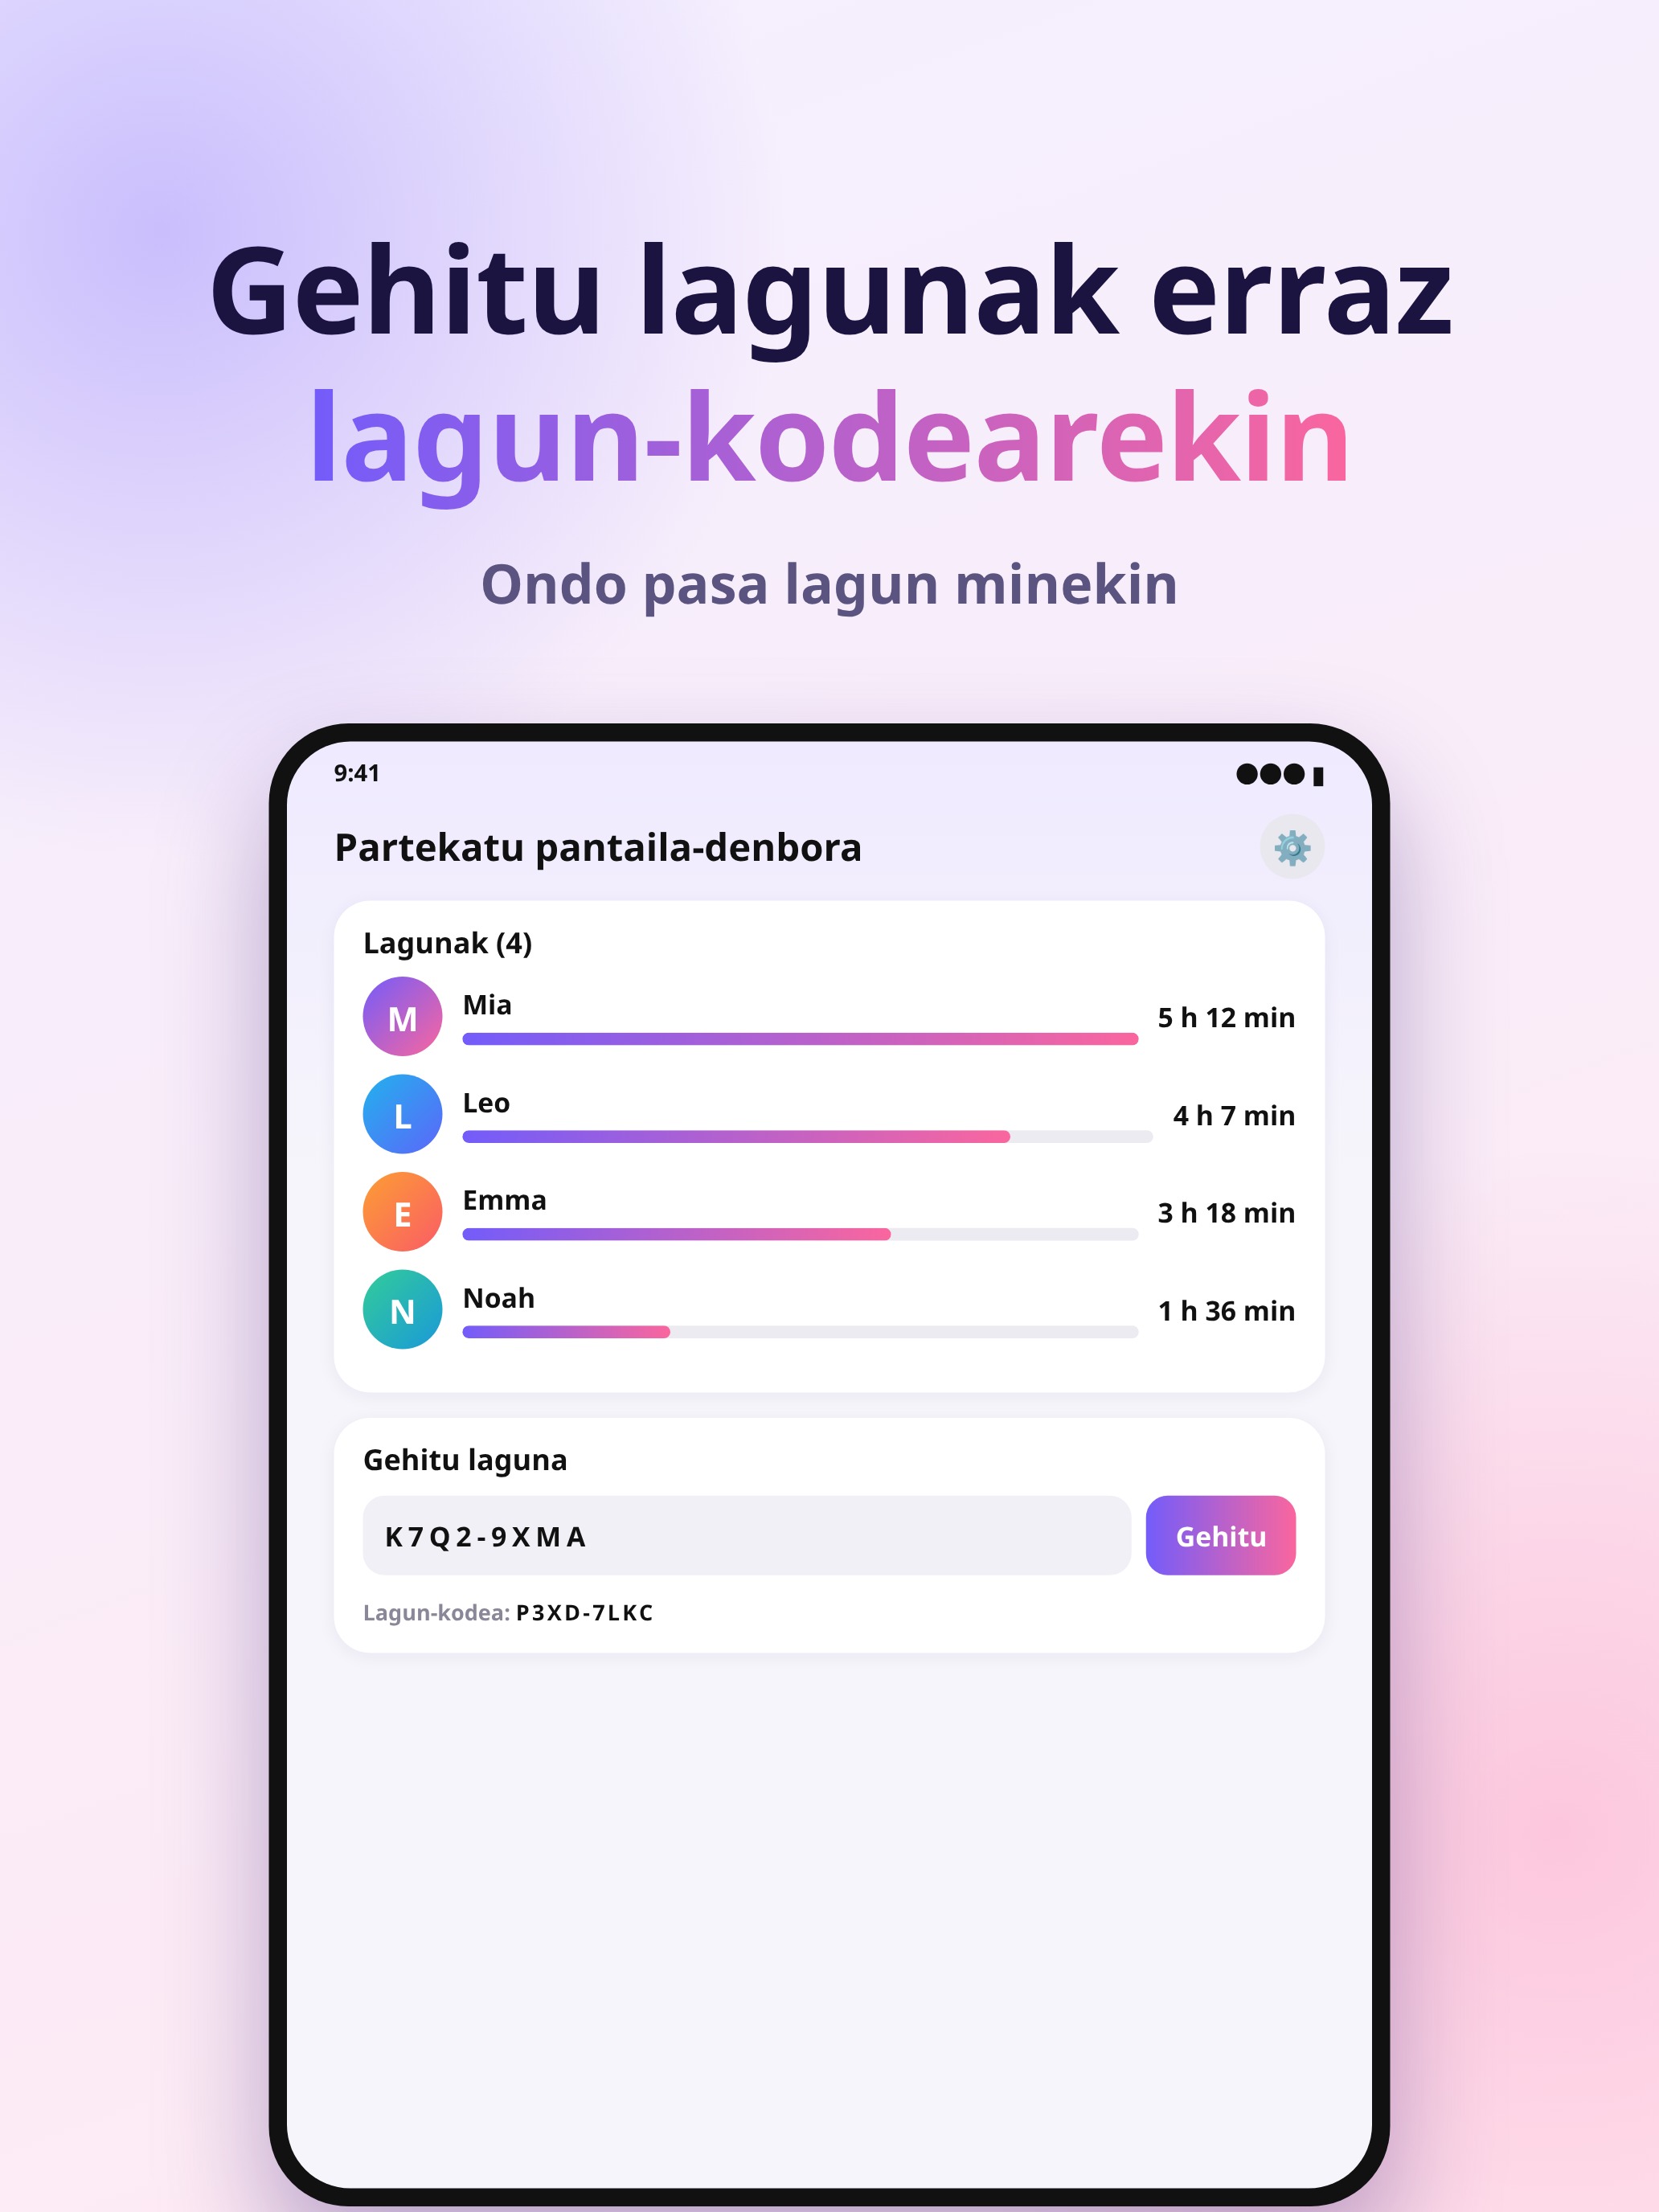 Gehitu lagunak erraz
lagun-kodearekin
Ondo pasa lagun minekin
9:41
Partekatu pantaila-denbora
Lagunak (4)
M
Mia
5 h 12 min
L
Leo
4 h 7 min
E
Emma
3 h 18 min
N
Noah
1 h 36 min
Gehitu laguna
K7Q2-9XMA
Gehitu
Lagun-kodea: P3XD-7LKC